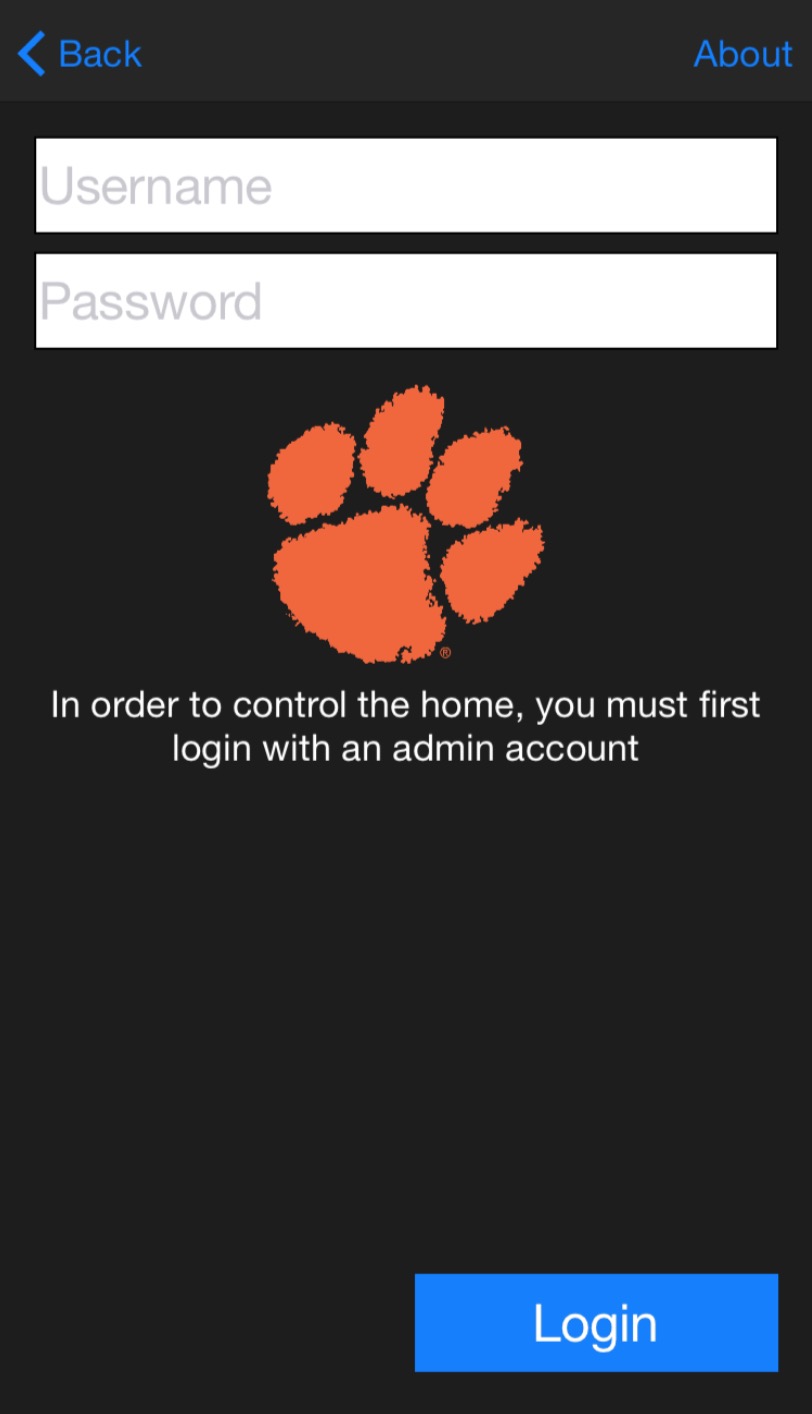 Back
About
Username
Password
®
In order to control the home, you must first
login with an admin account
Login